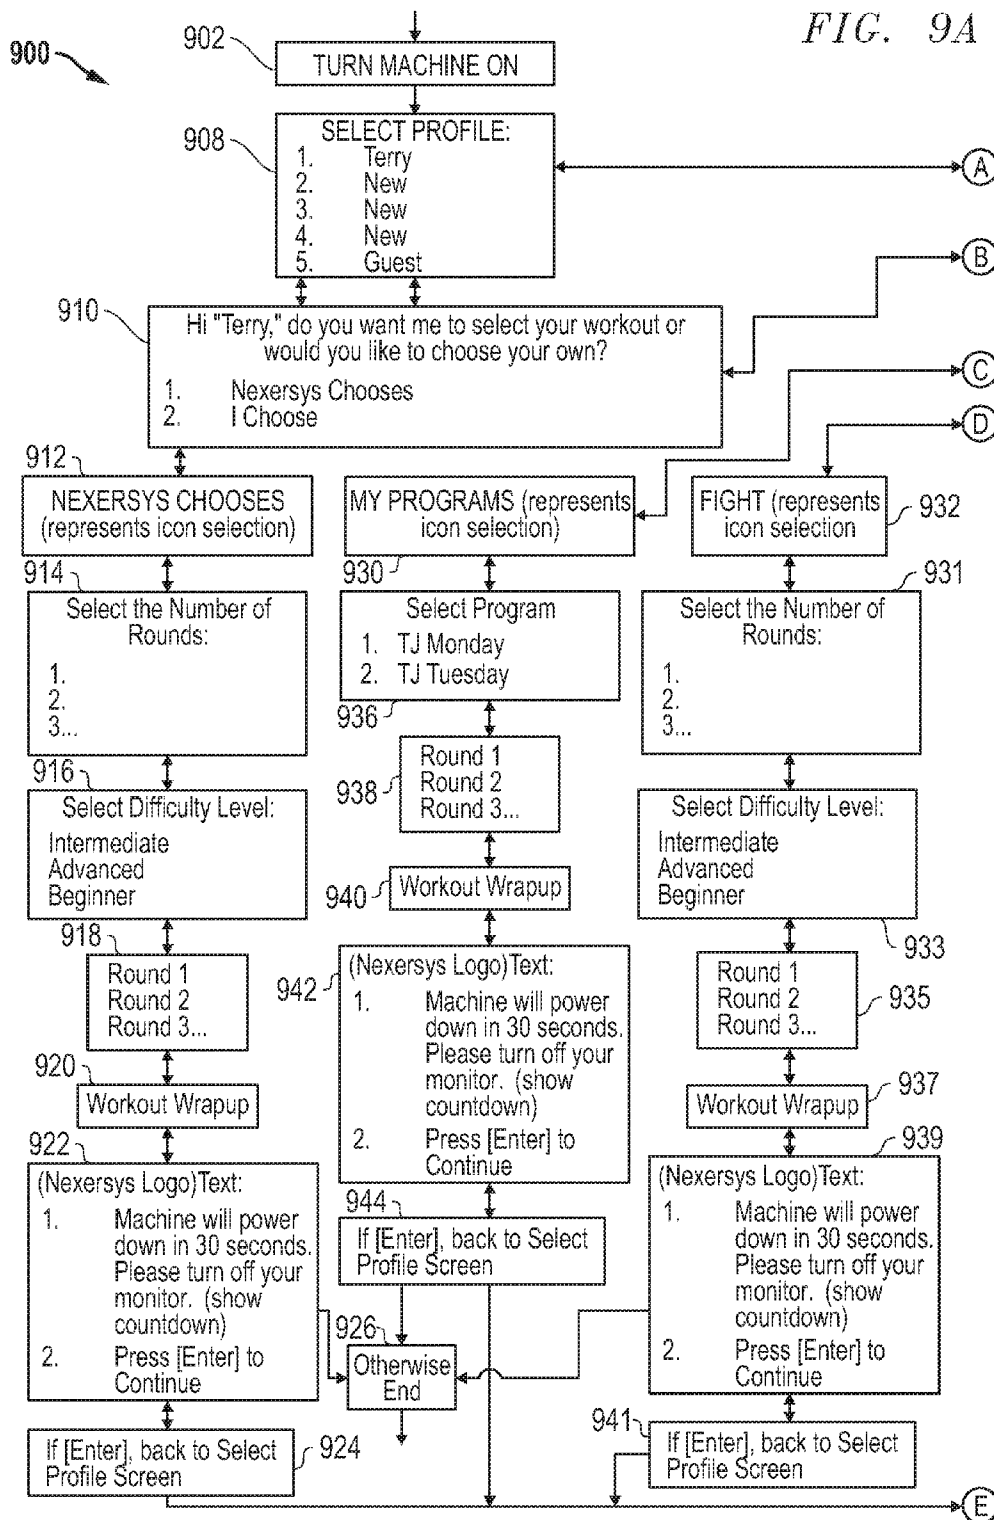 FIG. 9A
900
902
TURN MACHINE ON
908
SELECT PROFILE:
1. Terry
2. New
3. New
4. New
5. Guest
A
B
910
Hi "Terry," do you want me to select your workout or
would you like to choose your own?
1. Nexersys Chooses
2. I Choose
C
D
912
NEXERSYS CHOOSES
(represents icon selection)
914
Select the Number of
Rounds:
1.
2.
3...
916
Select Difficulty Level:
Intermediate
Advanced
Beginner
918
Round 1
Round 2
Round 3...
920
Workout Wrapup
922
(Nexersys Logo)Text:
1. Machine will power
down in 30 seconds.
Please turn off your
monitor. (show
countdown)
2. Press [Enter] to
Continue
If [Enter], back to Select
Profile Screen
924
MY PROGRAMS (represents
icon selection)
930
Select Program
1. TJ Monday
2. TJ Tuesday
936
Round 1
Round 2
Round 3...
938
Workout Wrapup
940
(Nexersys Logo)Text:
942
1. Machine will power
down in 30 seconds.
Please turn off your
monitor. (show
countdown)
2. Press [Enter] to
Continue
944
If [Enter], back to Select
Profile Screen
926
Otherwise
End
FIGHT (represents
icon selection
932
931
Select the Number of
Rounds:
1.
2.
3...
Select Difficulty Level:
Intermediate
Advanced
Beginner
933
Round 1
Round 2
Round 3...
935
Workout Wrapup
937
939
(Nexersys Logo)Text:
1. Machine will power
down in 30 seconds.
Please turn off your
monitor. (show
countdown)
2. Press [Enter] to
Continue
941
If [Enter], back to Select
Profile Screen
E